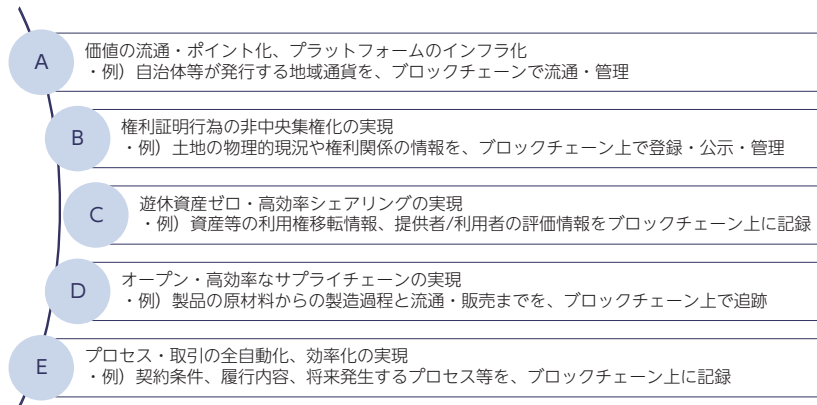 A
価値の流通・ポイント化、プラットフォームのインフラ化
・例）自治体等が発行する地域通貨を、ブロックチェーンで流通・管理
B
権利証明行為の非中央集権化の実現
・例）土地の物理的現況や権利関係の情報を、ブロックチェーン上で登録・公示・管理
C
遊休資産ゼロ・高効率シェアリングの実現
・例）資産等の利用権移転情報、提供者/利用者の評価情報をブロックチェーン上に記録
D
オープン・高効率なサプライチェーンの実現
・例）製品の原材料からの製造過程と流通・販売までを、ブロックチェーン上で追跡
E
プロセス・取引の全自動化、効率化の実現
・例）契約条件、履行内容、将来発生するプロセス等を、ブロックチェーン上に記録